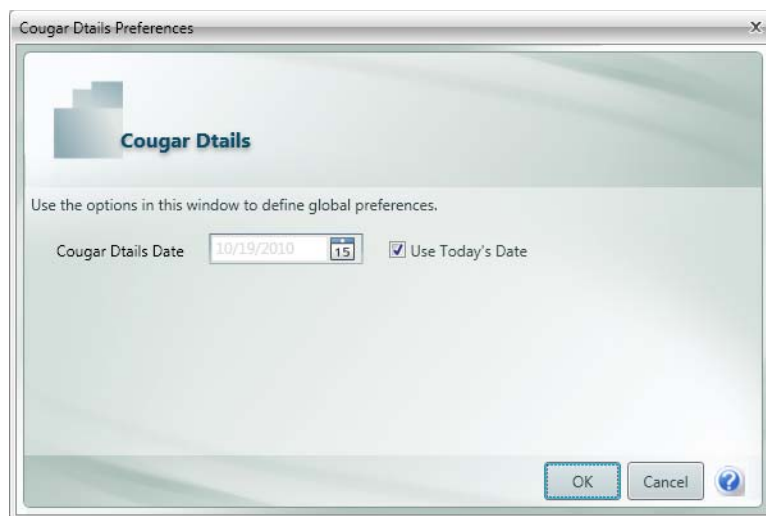 Cougar Dtails Preferences X
Cougar Dtails
Use the options in this window to define global preferences.
Cougar Dtails Date 10/19/2010 15 Use Today's Date
OK Cancel ?